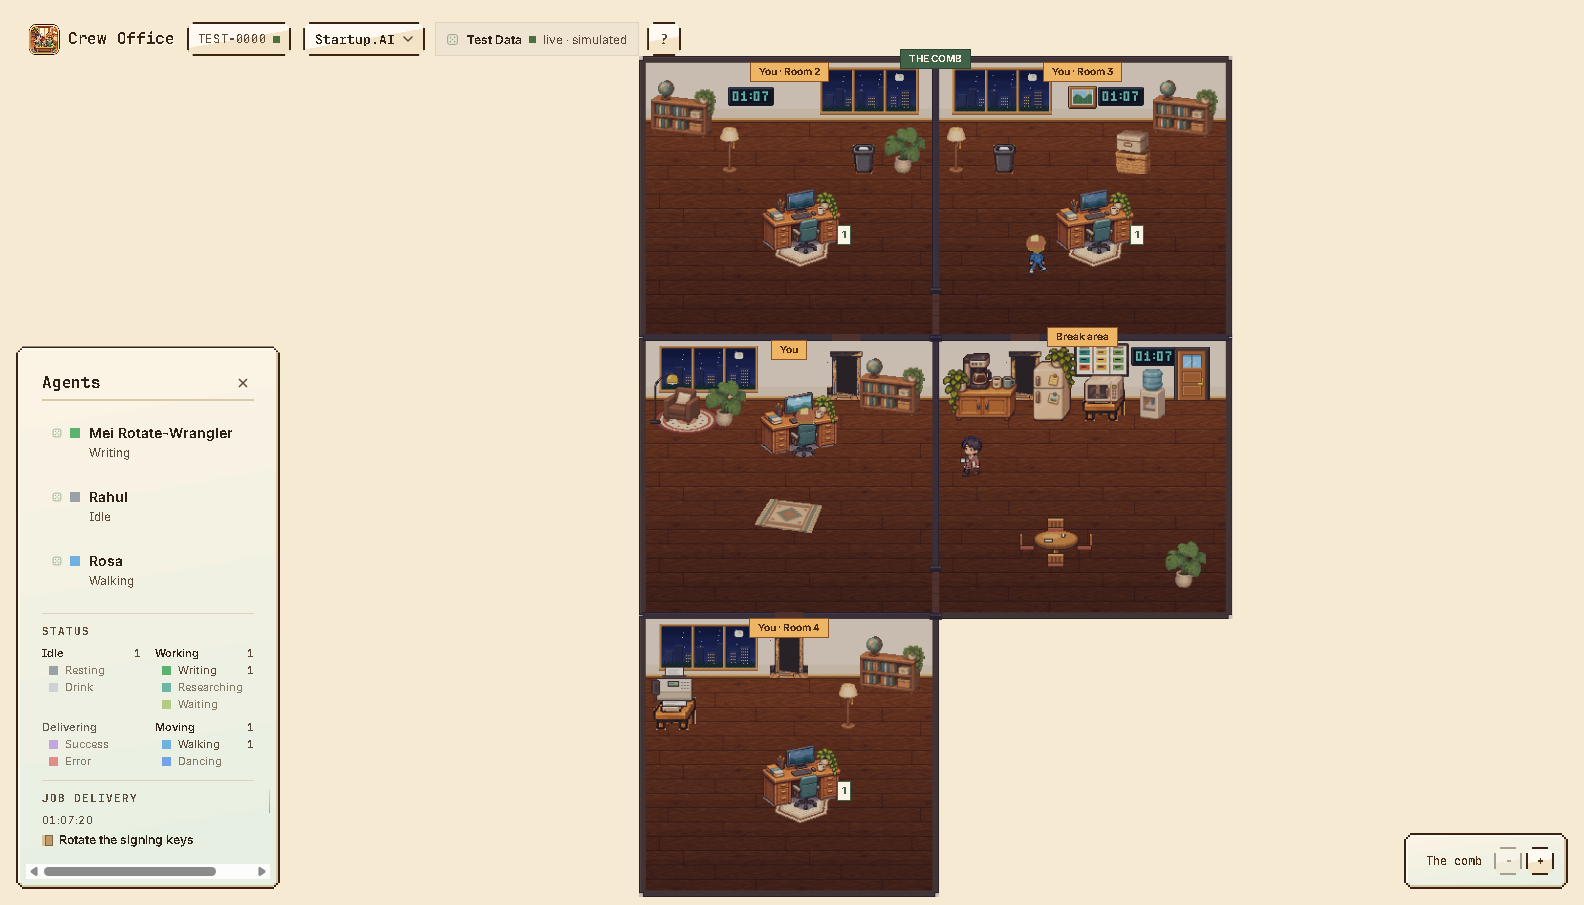 Crew Office
TEST-0000
Startup.AI
Test Data live · simulated
?
THE COMB
You · Room 2
You · Room 3
01:07
01:07
1
1
You
Break area
01:07
You · Room 4
1
Agents
Mei Rotate-Wrangler
Writing
Rahul
Idle
Rosa
Walking
STATUS
Idle 1
Resting
Drink
Working 1
Writing 1
Researching
Waiting
Delivering
Success
Error
Moving 1
Walking 1
Dancing
JOB DELIVERY
01:07:20
Rotate the signing keys
The comb - +